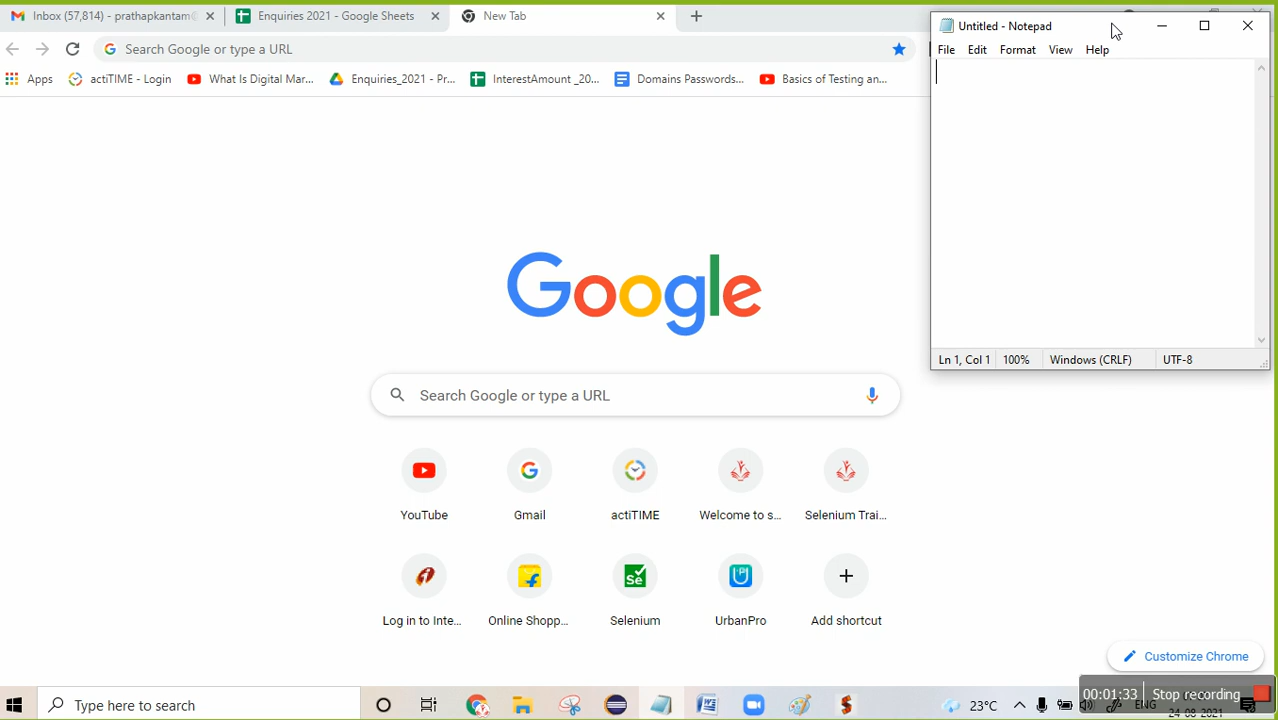 Inbox (57,814) - prathapkantam@
Enquiries 2021 - Google Sheets
New Tab
Untitled - Notepad
Search Google or type a URL
File Edit Format View Help
Apps
actiTIME - Login
What Is Digital Mar...
Enquiries_2021 - Pr...
InterestAmount _20...
Domains Passwords...
Basics of Testing an...
Google
Ln 1, Col 1 100% Windows (CRLF) UTF-8
Search Google or type a URL
YouTube Gmail actiTIME Welcome to s... Selenium Trai...
Log in to Inte... Online Shopp... Selenium UrbanPro Add shortcut
Customize Chrome
Type here to search
23°C
00:01:33 Stop recording
ENG
24-08-2021